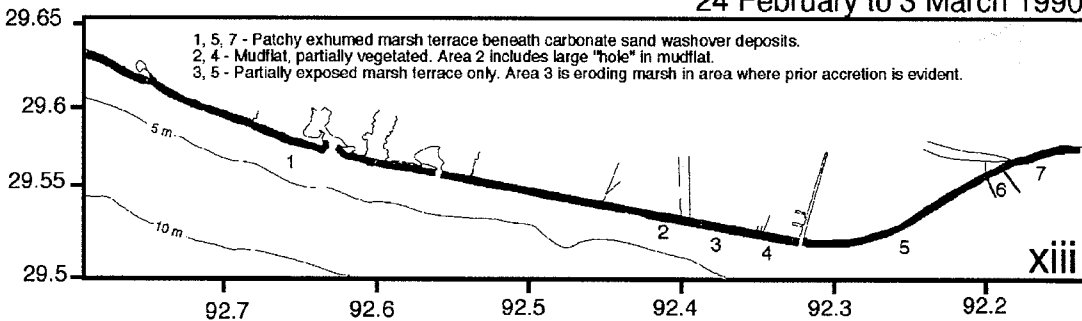 24 February to 3 March 1990
29.65
1, 5, 7 - Patchy exhumed marsh terrace beneath carbonate sand washover deposits.
2, 4 - Mudflat, partially vegetated. Area 2 includes large "hole" in mudflat.
3, 5 - Partially exposed marsh terrace only. Area 3 is eroding marsh in area where prior accretion is evident.
29.6
5 m
1
7
29.55
6
2
3
4
5
10 m
xiii
29.5
92.7 92.6 92.5 92.4 92.3 92.2